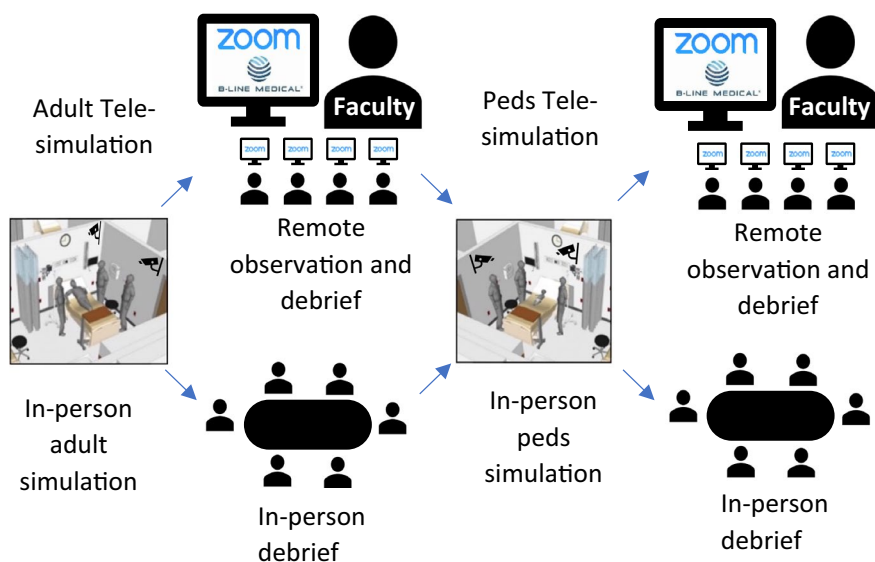 zoom
B-LINE MEDICAL®
Faculty
Adult Tele-
simulation
zoom zoom zoom zoom
Remote
observation and
debrief
In-person
adult
simulation
In-person
debrief
Peds Tele-
simulation
zoom
B-LINE MEDICAL®
Faculty
zoom zoom zoom zoom
Remote
observation and
debrief
In-person
peds
simulation
In-person
debrief